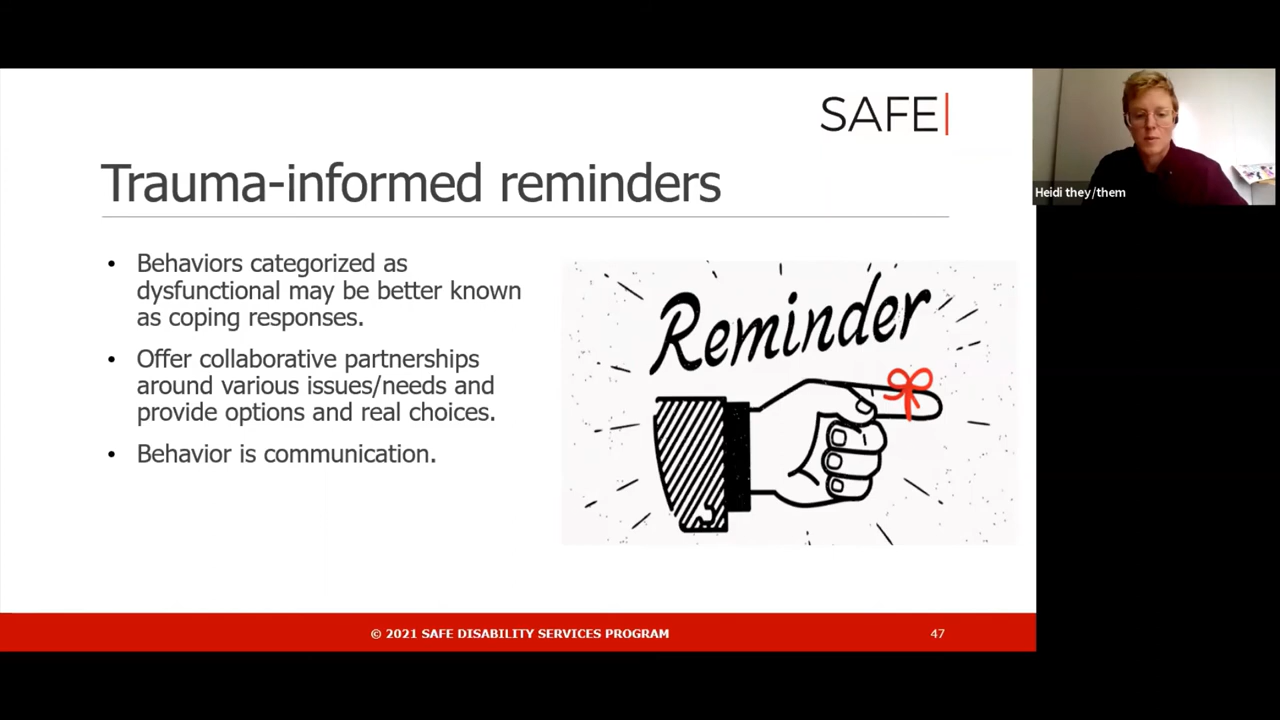 SAFE
Trauma-informed reminders
• Behaviors categorized as
dysfunctional may be better known
as coping responses.
• Offer collaborative partnerships
around various issues/needs and
provide options and real choices.
• Behavior is communication.
Reminder
© 2021 SAFE DISABILITY SERVICES PROGRAM
47
Heidi they/them